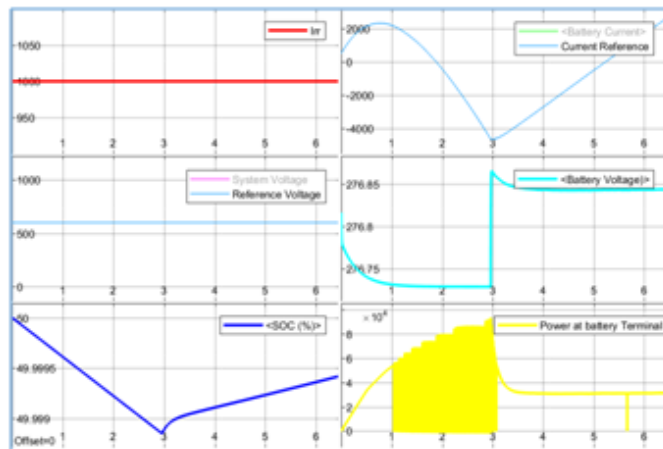 Irr
1050
1000
950
1 2 3 4 5 6
<Battery Current>
Current Reference
2000
0
-2000
-4000
1 2 3 4 5 6
System Voltage
Reference Voltage
1000
500
0
1 2 3 4 5 6
<Battery Voltage)>
276.85
276.8
276.75
1 2 3 4 5 6
<SOC (%)>
50
49.9995
49.999
1 2 3 4 5 6
Offset=0
Power at battery Terminal
× 10⁴
8
6
4
2
0
1 2 3 4 5 6